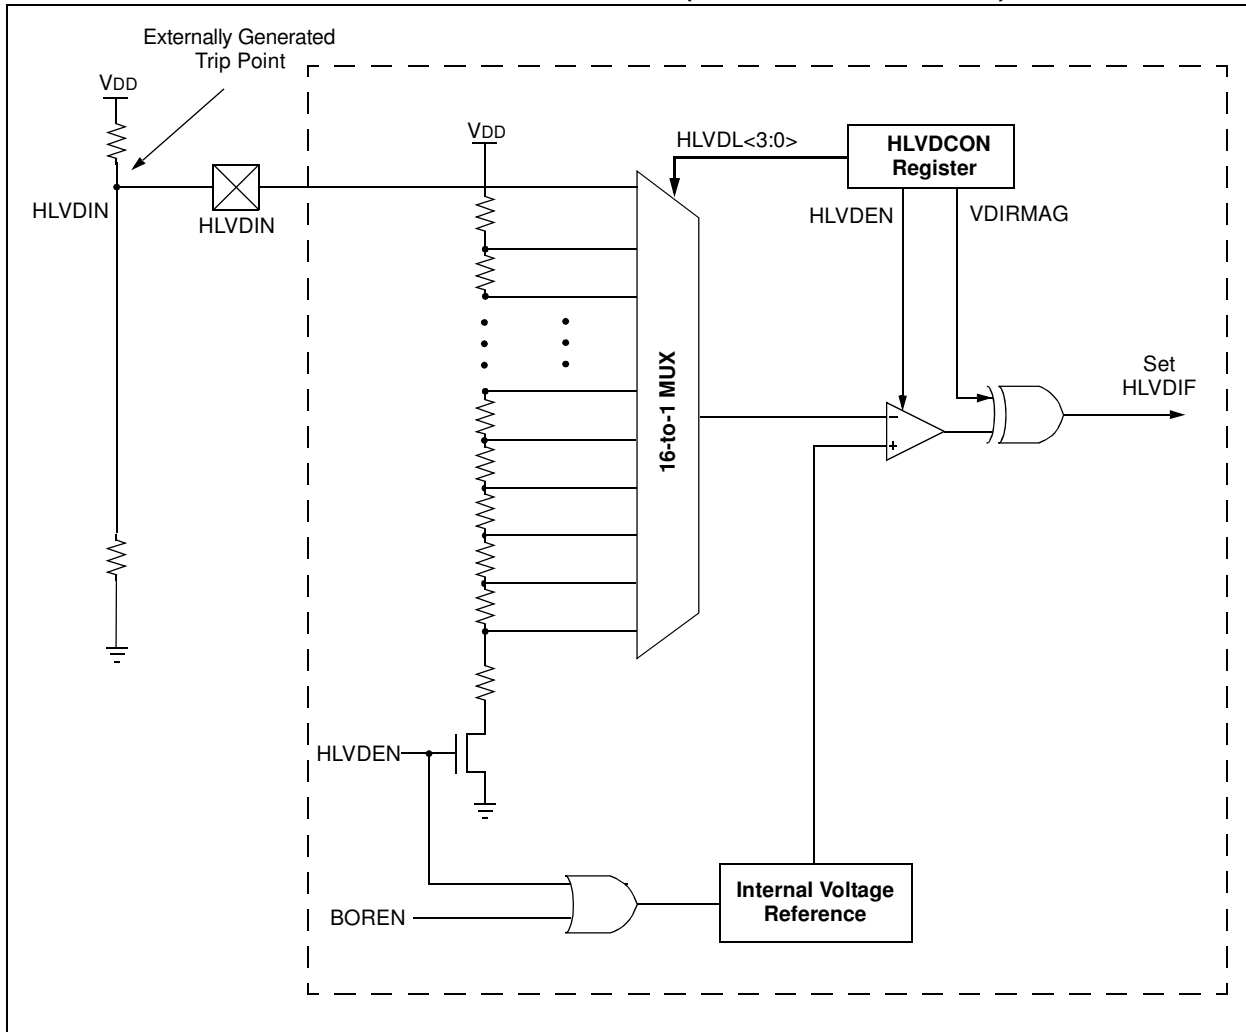 Externally Generated
Trip Point
VDD
VDD
HLVDL<3:0>
HLVDCON
Register
HLVDIN
HLVDIN
HLVDEN
VDIRMAG
16-to-1 MUX
Set
HLVDIF
–
+
HLVDEN
BOREN
Internal Voltage
Reference